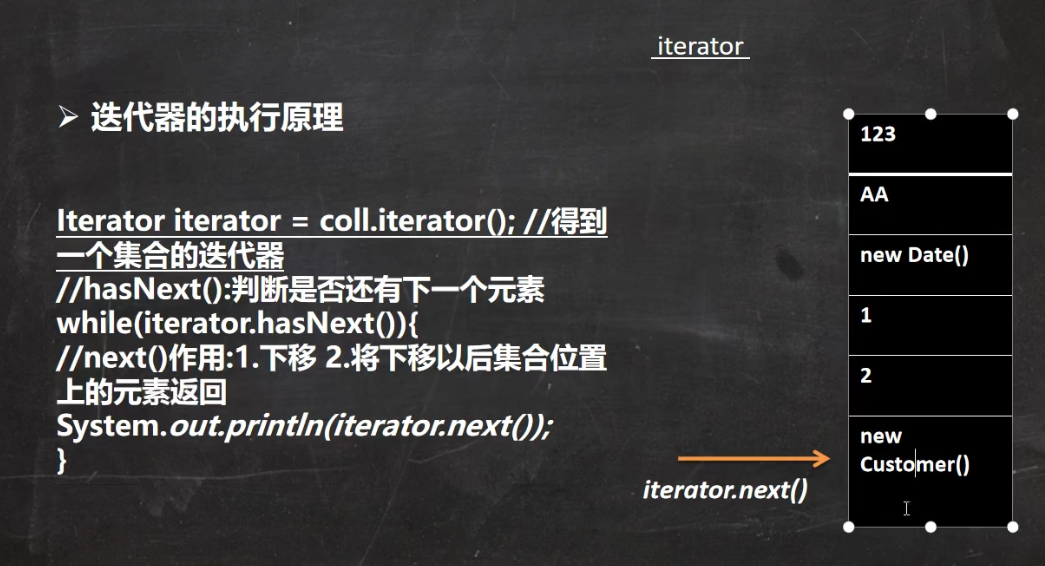 iterator
➢ 迭代器的执行原理
Iterator iterator = coll.iterator(); //得到
一个集合的迭代器
//hasNext():判断是否还有下一个元素
while(iterator.hasNext()){
//next()作用:1.下移 2.将下移以后集合位置
上的元素返回
System.out.println(iterator.next());
}
iterator.next()
123
AA
new Date()
1
2
new
Customer()